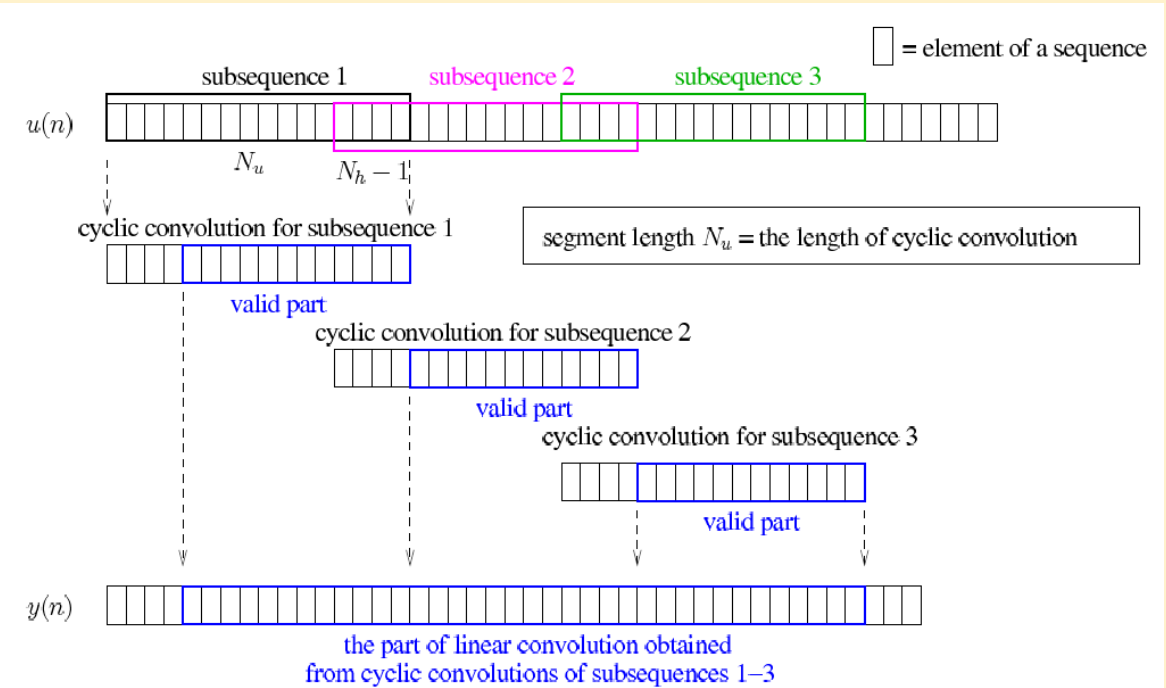 = element of a sequence
subsequence 1
subsequence 2
subsequence 3
u(n)
N_u
N_h − 1
cyclic convolution for subsequence 1
segment length N_u = the length of cyclic convolution
valid part
cyclic convolution for subsequence 2
valid part
cyclic convolution for subsequence 3
valid part
y(n)
the part of linear convolution obtained
from cyclic convolutions of subsequences 1–3